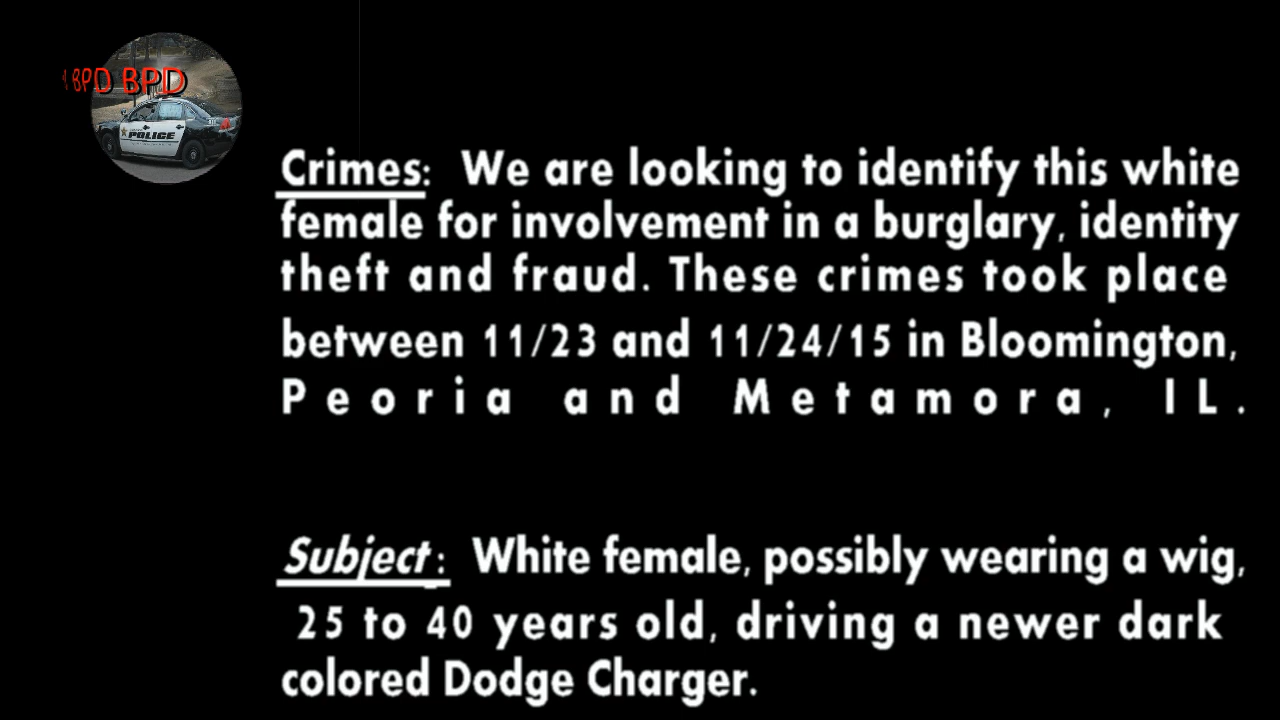 BPD BPD
POLICE
Crimes: We are looking to identify this white
female for involvement in a burglary, identity
theft and fraud. These crimes took place
between 11/23 and 11/24/15 in Bloomington,
Peoria and Metamora, IL.
Subject: White female, possibly wearing a wig,
25 to 40 years old, driving a newer dark
colored Dodge Charger.